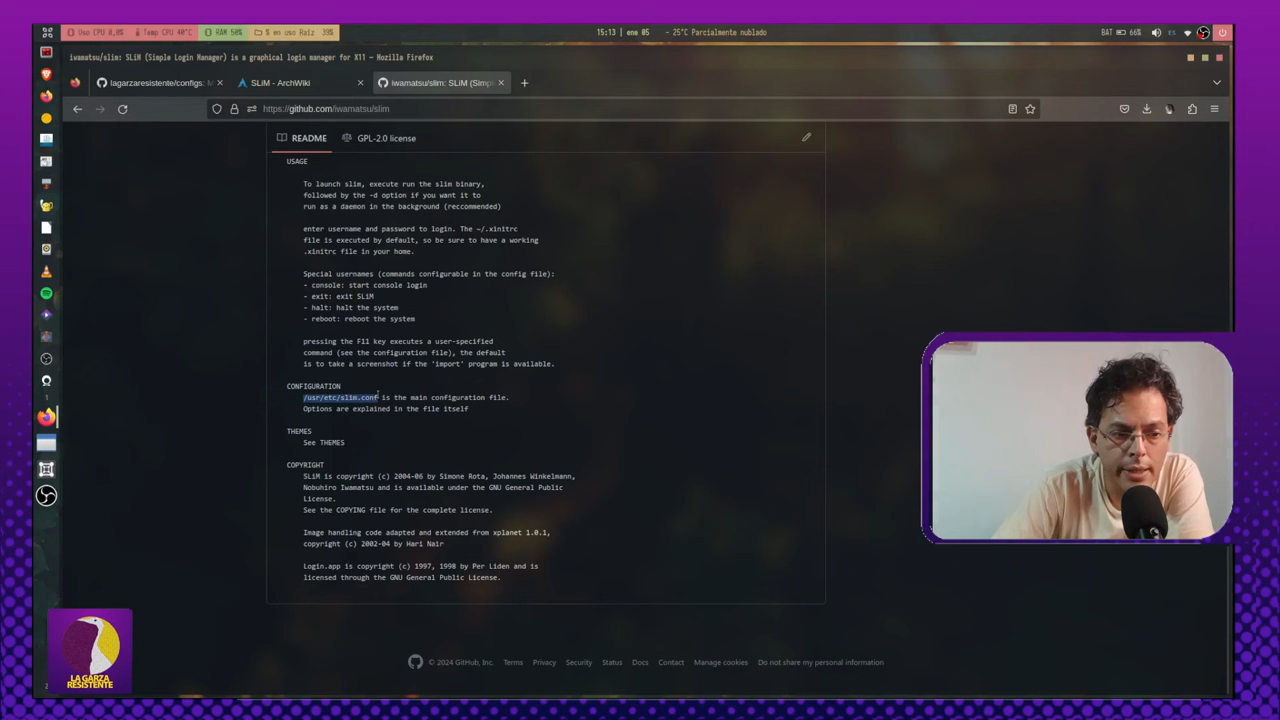 Uso CPU 0,0%
Temp CPU 40°C
RAM 50%
% en uso Raíz 39%
15:13 | ene 05 - 25°C Parcialmente nublado
BAT 66%
ES
iwamatsu/slim: SLiM (Simple Login Manager) is a graphical login manager for X11 — Mozilla Firefox
lagarzaresistente/configs:
SLiM - ArchWiki
iwamatsu/slim: SLiM (Simp
https://github.com/iwamatsu/slim
README
GPL-2.0 license
USAGE
To launch slim, execute run the slim binary,
followed by the -d option if you want it to
run as a daemon in the background (reccommended)
enter username and password to login. The ~/.xinitrc
file is executed by default, so be sure to have a working
.xinitrc file in your home.
Special usernames (commands configurable in the config file):
- console: start console login
- exit: exit SLiM
- halt: halt the system
- reboot: reboot the system
pressing the F11 key executes a user-specified
command (see the configuration file), the default
is to take a screenshot if the 'import' program is available.
CONFIGURATION
/usr/etc/slim.conf is the main configuration file.
Options are explained in the file itself
THEMES
See THEMES
COPYRIGHT
SLiM is copyright (c) 2004-06 by Simone Rota, Johannes Winkelmann,
Nobuhiro Iwamatsu and is available under the GNU General Public
License.
See the COPYING file for the complete license.
Image handling code adapted and extended from xplanet 1.0.1,
copyright (c) 2002-04 by Hari Nair
Login.app is copyright (c) 1997, 1998 by Per Liden and is
licensed through the GNU General Public License.
© 2024 GitHub, Inc. Terms Privacy Security Status Docs Contact Manage cookies Do not share my personal information
1
LA GARZA
RESISTENTE